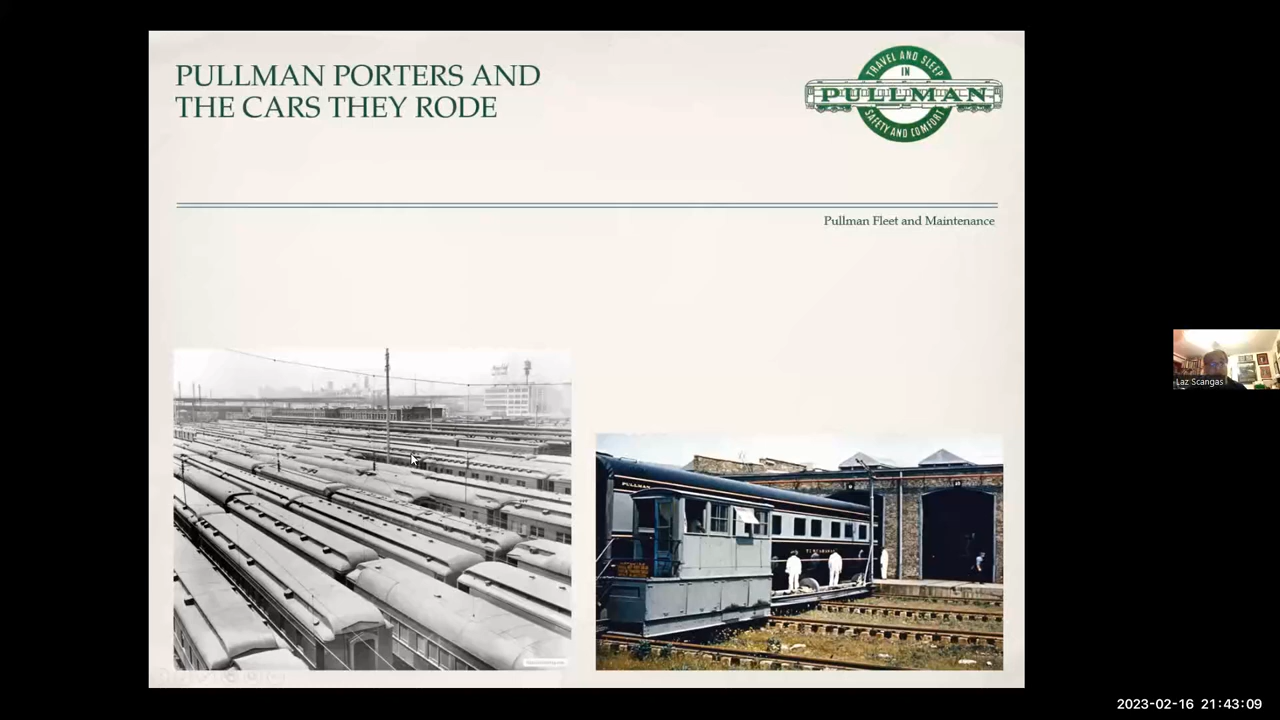 PULLMAN PORTERS AND
THE CARS THEY RODE
TRAVEL AND SLEEP
IN
PULLMAN
SAFETY AND COMFORT
Pullman Fleet and Maintenance
PULLMAN
Laz Scangas
2023-02-16 21:43:09